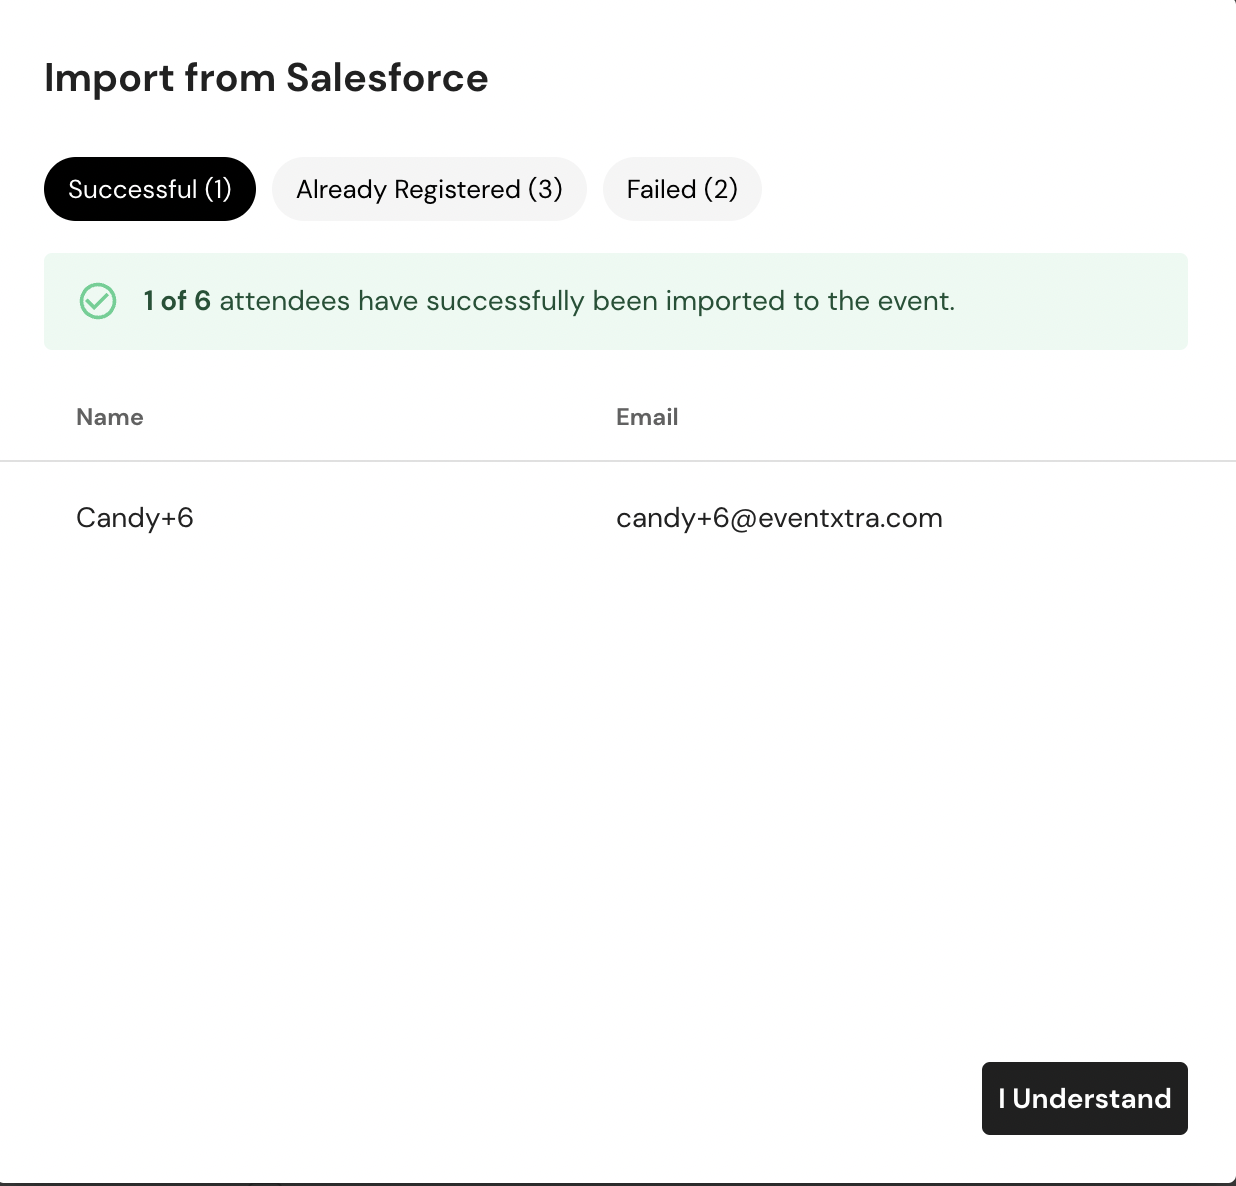 Import from Salesforce
Successful (1) Already Registered (3) Failed (2)
1 of 6 attendees have successfully been imported to the event.
Name Email
Candy+6 candy+6@eventxtra.com
I Understand